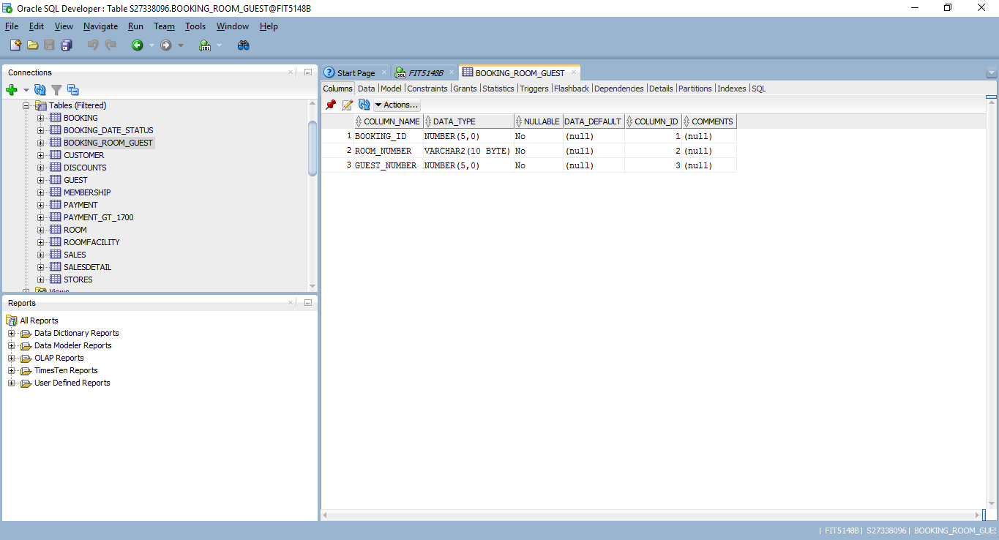 Oracle SQL Developer : Table S27338096.BOOKING_ROOM_GUEST@FIT5148B
File Edit View Navigate Run Team Tools Window Help
Connections
Tables (Filtered)
BOOKING
BOOKING_DATE_STATUS
BOOKING_ROOM_GUEST
CUSTOMER
DISCOUNTS
GUEST
MEMBERSHIP
PAYMENT
PAYMENT_GT_1700
ROOM
ROOMFACILITY
SALES
SALESDETAIL
STORES
Views
Reports
All Reports
Data Dictionary Reports
Data Modeler Reports
OLAP Reports
TimesTen Reports
User Defined Reports
Start Page FIT5148B BOOKING_ROOM_GUEST
Columns Data Model Constraints Grants Statistics Triggers Flashback Dependencies Details Partitions Indexes SQL
Actions...
COLUMN_NAME DATA_TYPE NULLABLE DATA_DEFAULT COLUMN_ID COMMENTS
1 BOOKING_ID NUMBER(5,0) No (null) 1 (null)
2 ROOM_NUMBER VARCHAR2(10 BYTE) No (null) 2 (null)
3 GUEST_NUMBER NUMBER(5,0) No (null) 3 (null)
| FIT5148B | S27338096 | BOOKING_ROOM_GUES